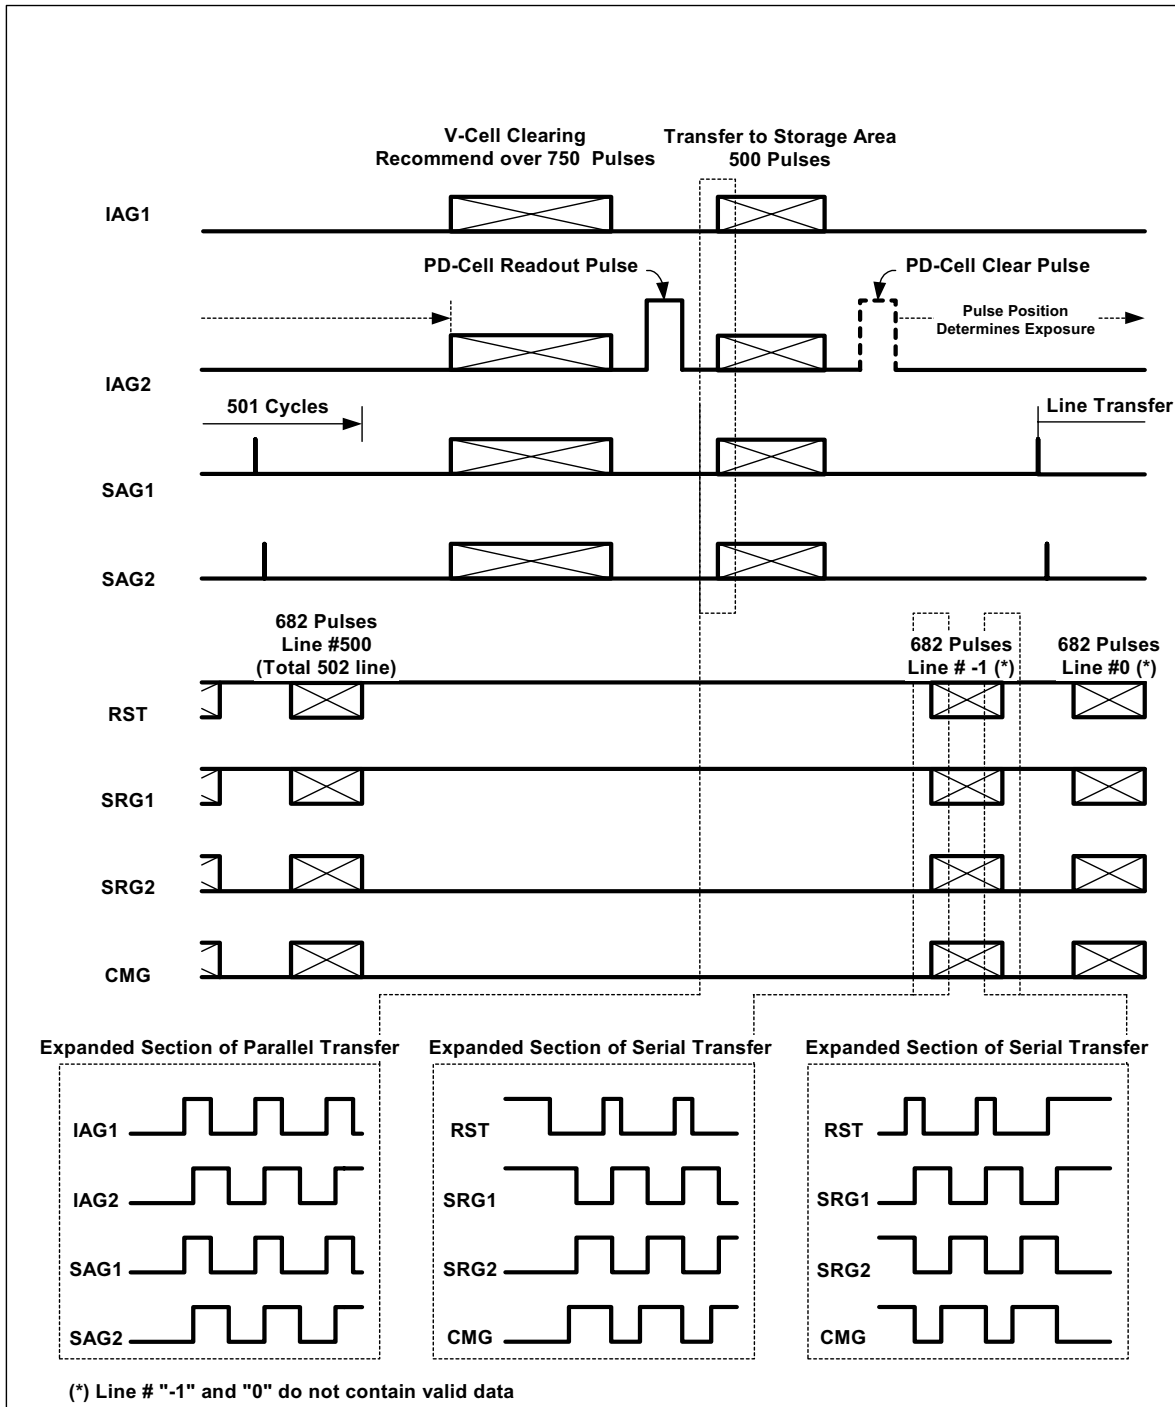 V-Cell Clearing
Recommend over 750 Pulses
Transfer to Storage Area
500 Pulses
IAG1
PD-Cell Readout Pulse
PD-Cell Clear Pulse
Pulse Position
Determines Exposure
IAG2
501 Cycles
Line Transfer
SAG1
SAG2
682 Pulses
Line #500
(Total 502 line)
682 Pulses
Line # -1 (*)
682 Pulses
Line #0 (*)
RST
SRG1
SRG2
CMG
Expanded Section of Parallel Transfer
IAG1
IAG2
SAG1
SAG2
Expanded Section of Serial Transfer
RST
SRG1
SRG2
CMG
Expanded Section of Serial Transfer
RST
SRG1
SRG2
CMG
(*) Line # "-1" and "0" do not contain valid data